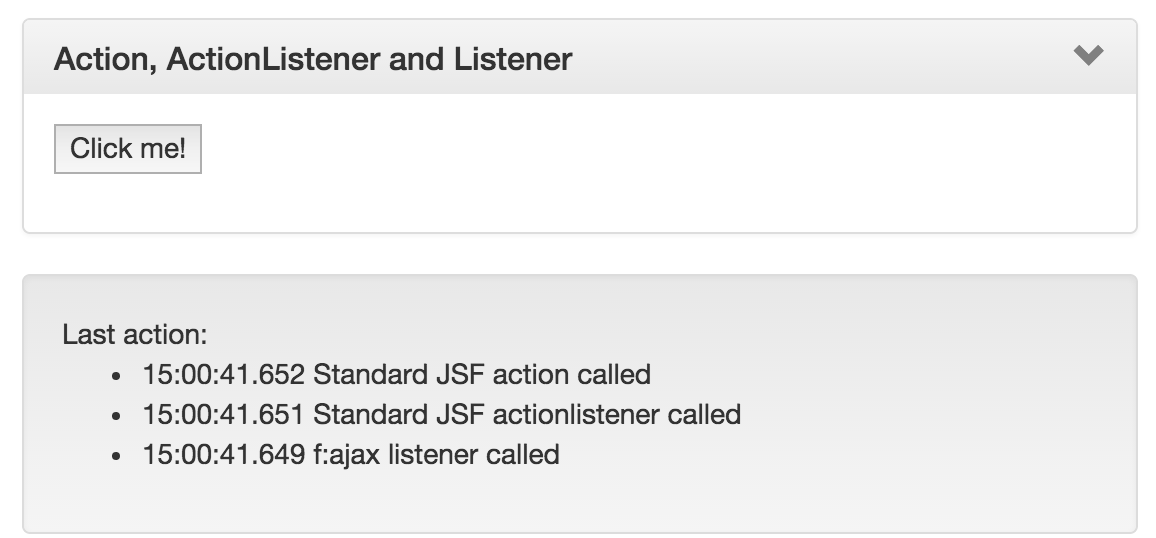 Action, ActionListener and Listener
Click me!
Last action:
• 15:00:41.652 Standard JSF action called
• 15:00:41.651 Standard JSF actionlistener called
• 15:00:41.649 f:ajax listener called